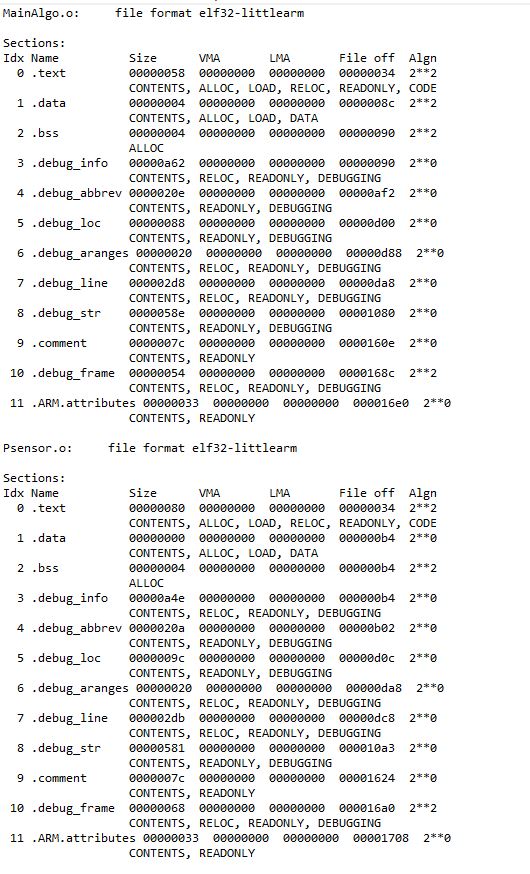 MainAlgo.o:     file format elf32-littlearm

Sections:
Idx Name          Size      VMA       LMA       File off  Algn
  0 .text         00000058  00000000  00000000  00000034  2**2
                  CONTENTS, ALLOC, LOAD, RELOC, READONLY, CODE
  1 .data         00000004  00000000  00000000  0000008c  2**2
                  CONTENTS, ALLOC, LOAD, DATA
  2 .bss          00000004  00000000  00000000  00000090  2**2
                  ALLOC
  3 .debug_info   00000a62  00000000  00000000  00000090  2**0
                  CONTENTS, RELOC, READONLY, DEBUGGING
  4 .debug_abbrev 0000020e  00000000  00000000  00000af2  2**0
                  CONTENTS, READONLY, DEBUGGING
  5 .debug_loc    00000088  00000000  00000000  00000d00  2**0
                  CONTENTS, READONLY, DEBUGGING
  6 .debug_aranges 00000020  00000000  00000000  00000d88  2**0
                  CONTENTS, RELOC, READONLY, DEBUGGING
  7 .debug_line   000002d8  00000000  00000000  00000da8  2**0
                  CONTENTS, RELOC, READONLY, DEBUGGING
  8 .debug_str    0000058e  00000000  00000000  00001080  2**0
                  CONTENTS, READONLY, DEBUGGING
  9 .comment      0000007c  00000000  00000000  0000160e  2**0
                  CONTENTS, READONLY
 10 .debug_frame  00000054  00000000  00000000  0000168c  2**2
                  CONTENTS, RELOC, READONLY, DEBUGGING
 11 .ARM.attributes 00000033  00000000  00000000  000016e0  2**0
                  CONTENTS, READONLY

Psensor.o:     file format elf32-littlearm

Sections:
Idx Name          Size      VMA       LMA       File off  Algn
  0 .text         00000080  00000000  00000000  00000034  2**2
                  CONTENTS, ALLOC, LOAD, RELOC, READONLY, CODE
  1 .data         00000000  00000000  00000000  000000b4  2**0
                  CONTENTS, ALLOC, LOAD, DATA
  2 .bss          00000004  00000000  00000000  000000b4  2**2
                  ALLOC
  3 .debug_info   00000a4e  00000000  00000000  000000b4  2**0
                  CONTENTS, RELOC, READONLY, DEBUGGING
  4 .debug_abbrev 0000020a  00000000  00000000  00000b02  2**0
                  CONTENTS, READONLY, DEBUGGING
  5 .debug_loc    0000009c  00000000  00000000  00000d0c  2**0
                  CONTENTS, READONLY, DEBUGGING
  6 .debug_aranges 00000020  00000000  00000000  00000da8  2**0
                  CONTENTS, RELOC, READONLY, DEBUGGING
  7 .debug_line   000002db  00000000  00000000  00000dc8  2**0
                  CONTENTS, RELOC, READONLY, DEBUGGING
  8 .debug_str    00000581  00000000  00000000  000010a3  2**0
                  CONTENTS, READONLY, DEBUGGING
  9 .comment      0000007c  00000000  00000000  00001624  2**0
                  CONTENTS, READONLY
 10 .debug_frame  00000068  00000000  00000000  000016a0  2**2
                  CONTENTS, RELOC, READONLY, DEBUGGING
 11 .ARM.attributes 00000033  00000000  00000000  00001708  2**0
                  CONTENTS, READONLY